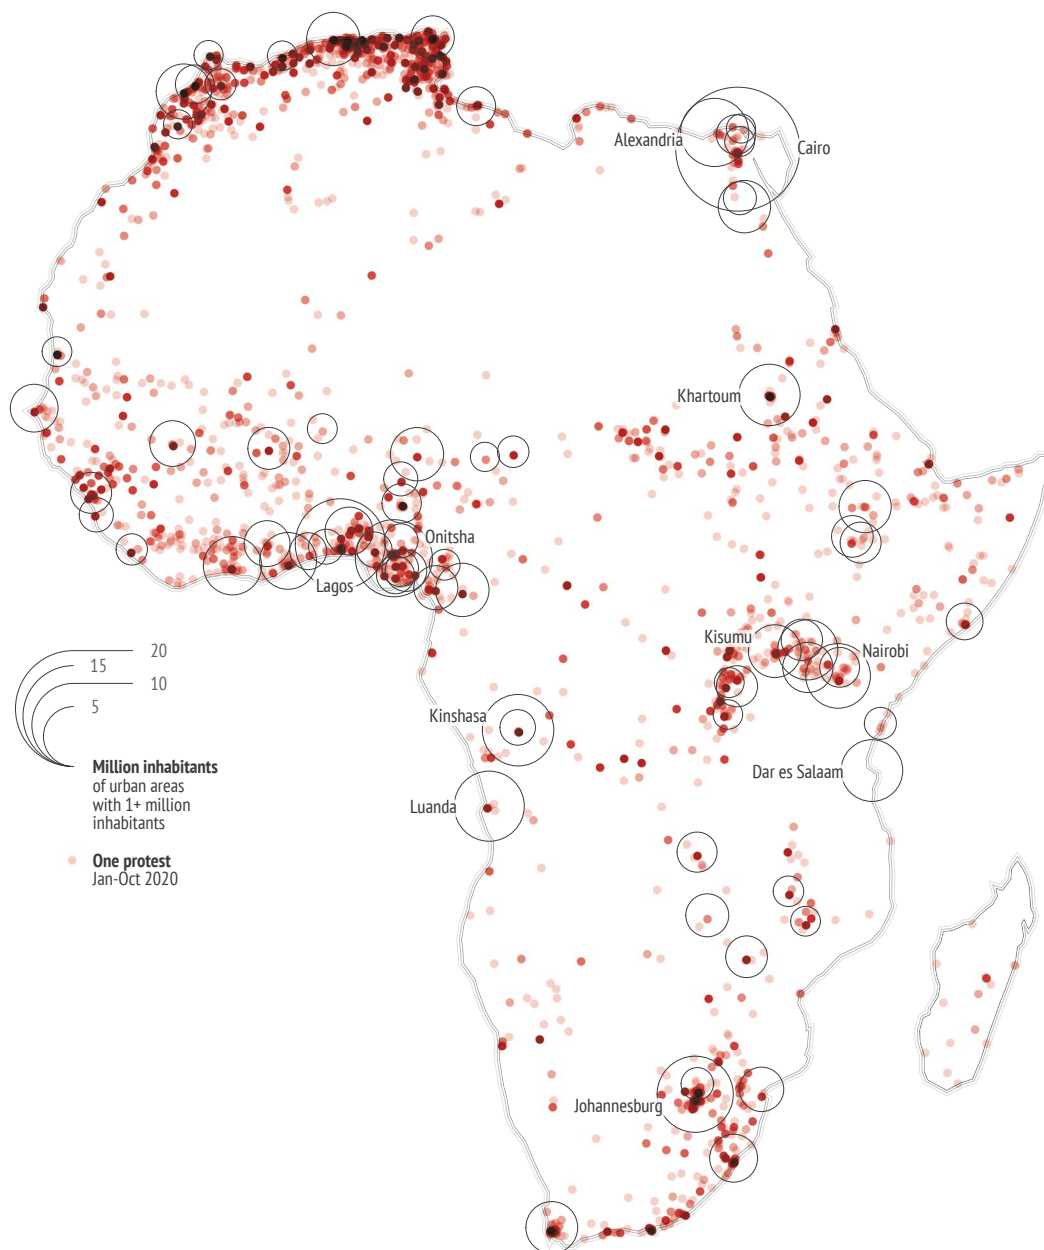 Alexandria
Cairo
Khartoum
Onitsha
Lagos
Kisumu
Nairobi
20
15
10
5
Kinshasa
Dar es Salaam
Million inhabitants
of urban areas
with 1+ million
inhabitants
Luanda
One protest
Jan-Oct 2020
Johannesburg